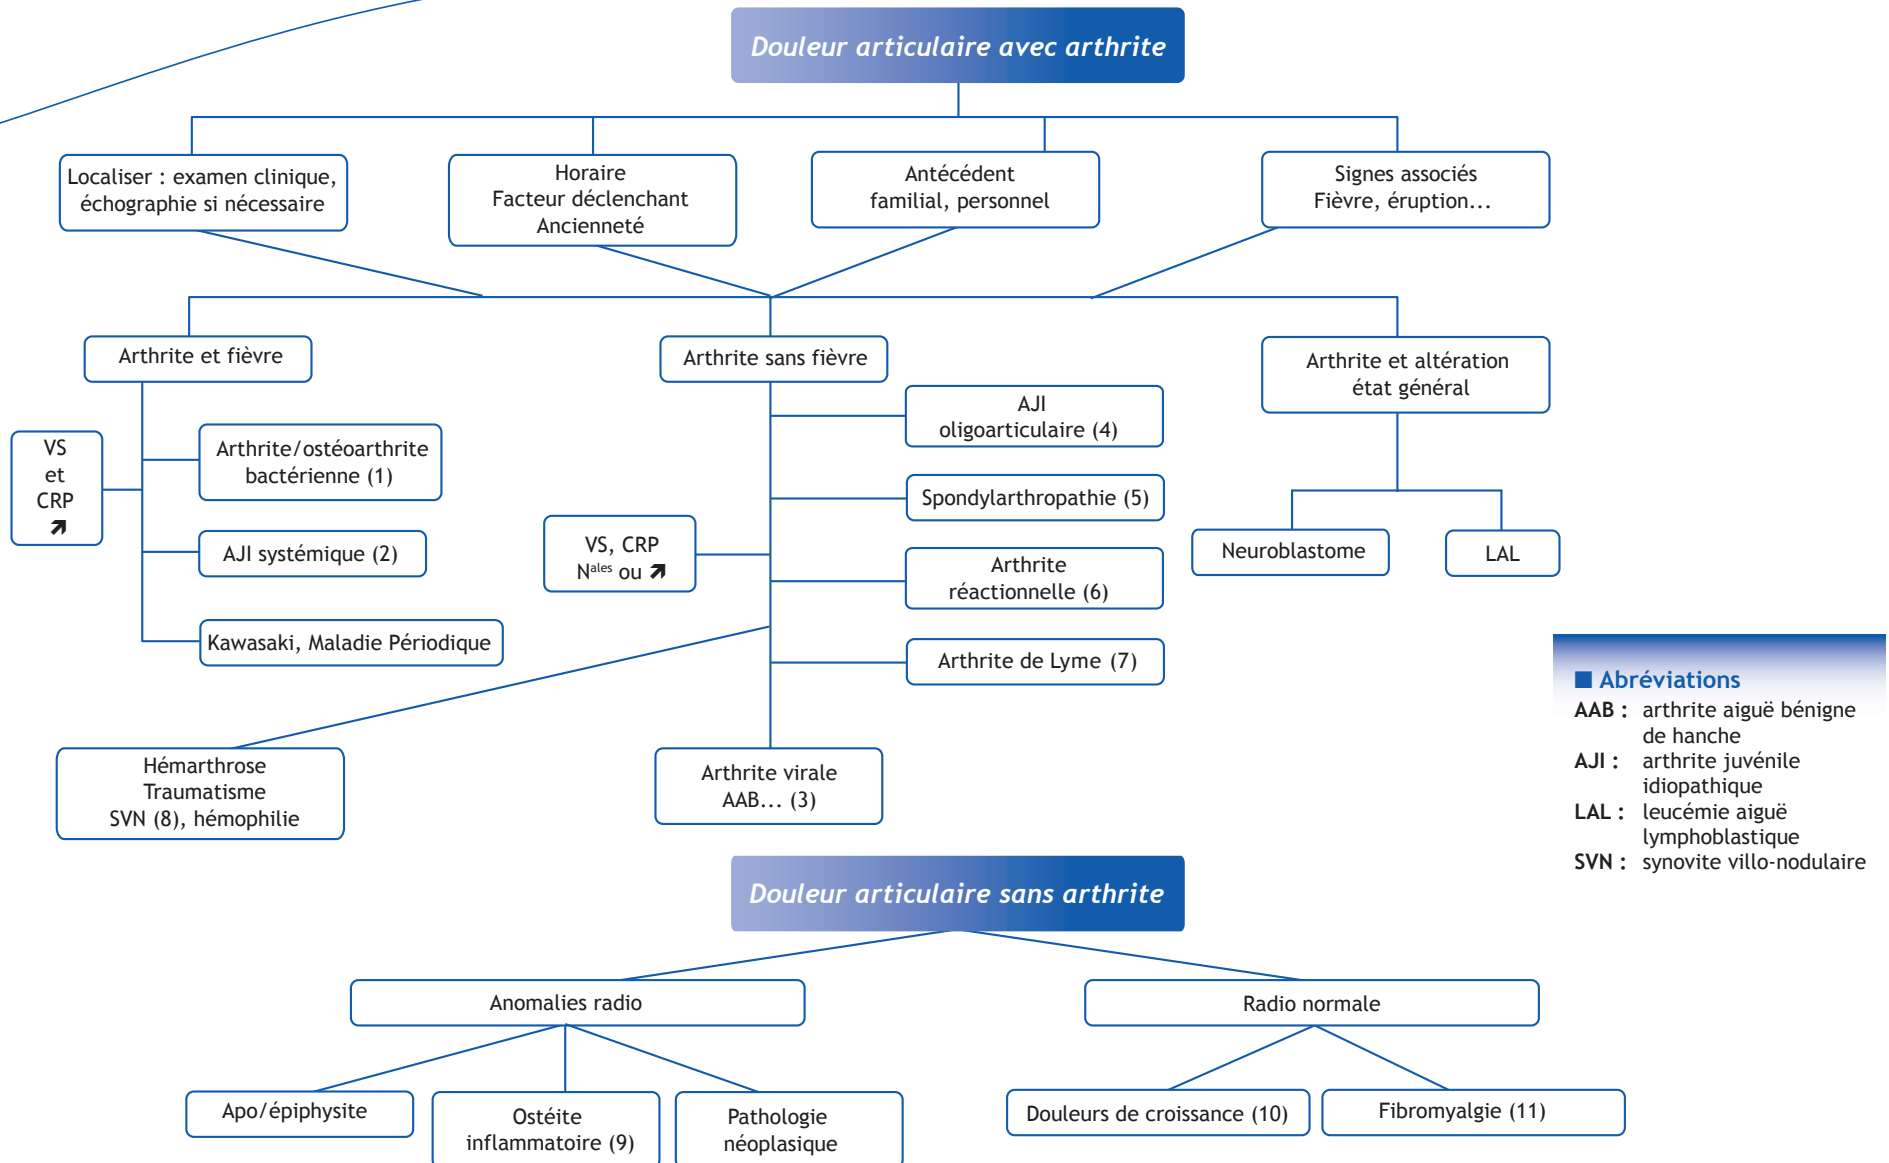 Douleur articulaire avec arthrite
Localiser : examen clinique,
échographie si nécessaire
Horaire
Facteur déclenchant
Ancienneté
Antécédent
familial, personnel
Signes associés
Fièvre, éruption...
Arthrite et fièvre
Arthrite sans fièvre
Arthrite et altération
état général
VS
et
CRP
↗
Arthrite/ostéoarthrite
bactérienne (1)
AJI systémique (2)
Kawasaki, Maladie Périodique
VS, CRP
Nales ou ↗
AJI
oligoarticulaire (4)
Spondylarthropathie (5)
Arthrite
réactionnelle (6)
Arthrite de Lyme (7)
Neuroblastome
LAL
Hémarthrose
Traumatisme
SVN (8), hémophilie
Arthrite virale
AAB... (3)
■ Abréviations
AAB : arthrite aiguë bénigne
de hanche
AJI : arthrite juvénile
idiopathique
LAL : leucémie aiguë
lymphoblastique
SVN : synovite villo-nodulaire
Douleur articulaire sans arthrite
Anomalies radio
Radio normale
Apo/épiphysite
Ostéite
inflammatoire (9)
Pathologie
néoplasique
Douleurs de croissance (10)
Fibromyalgie (11)